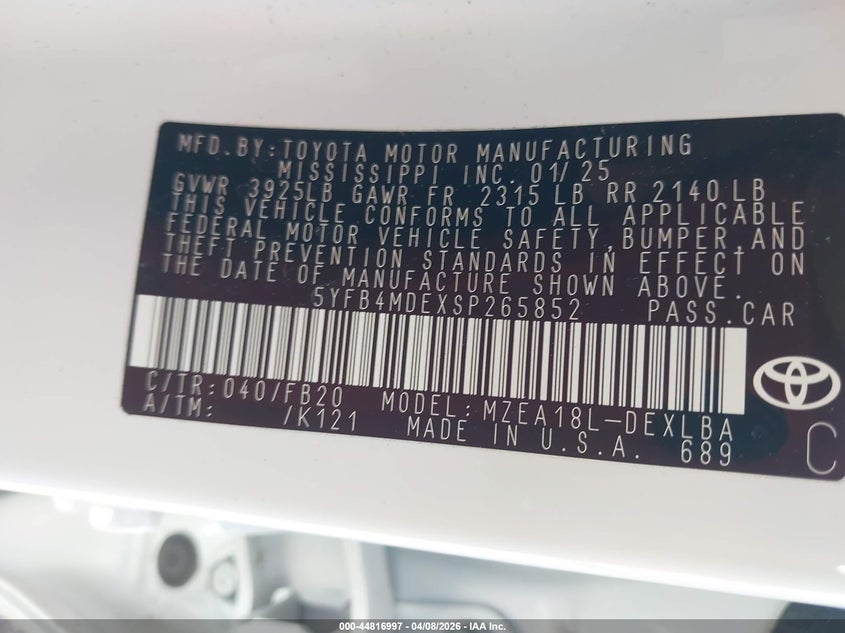 MFD.BY:TOYOTA MOTOR MANUFACTURING
MISSISSIPPI INC.01/25
GVWR 3925LB GAWR FR 2315 LB RR 2140LB
THIS VEHICLE CONFORMS TO ALL APPLICABLE
FEDERAL MOTOR VEHICLE SAFETY,BUMPER,AND
THEFT PREVENTION STANDARDS IN EFFECT ON
THE DATE OF MANUFACTURE SHOWN ABOVE.
5YFB4MDEXSP265852 PASS.CAR
C/TR:040/FB20 MODEL:MZEA18L-DEXLBA
A/TM: /K121 MADE IN U.S.A. 689
C
000-44816997 - 04/08/2026 - IAA Inc.